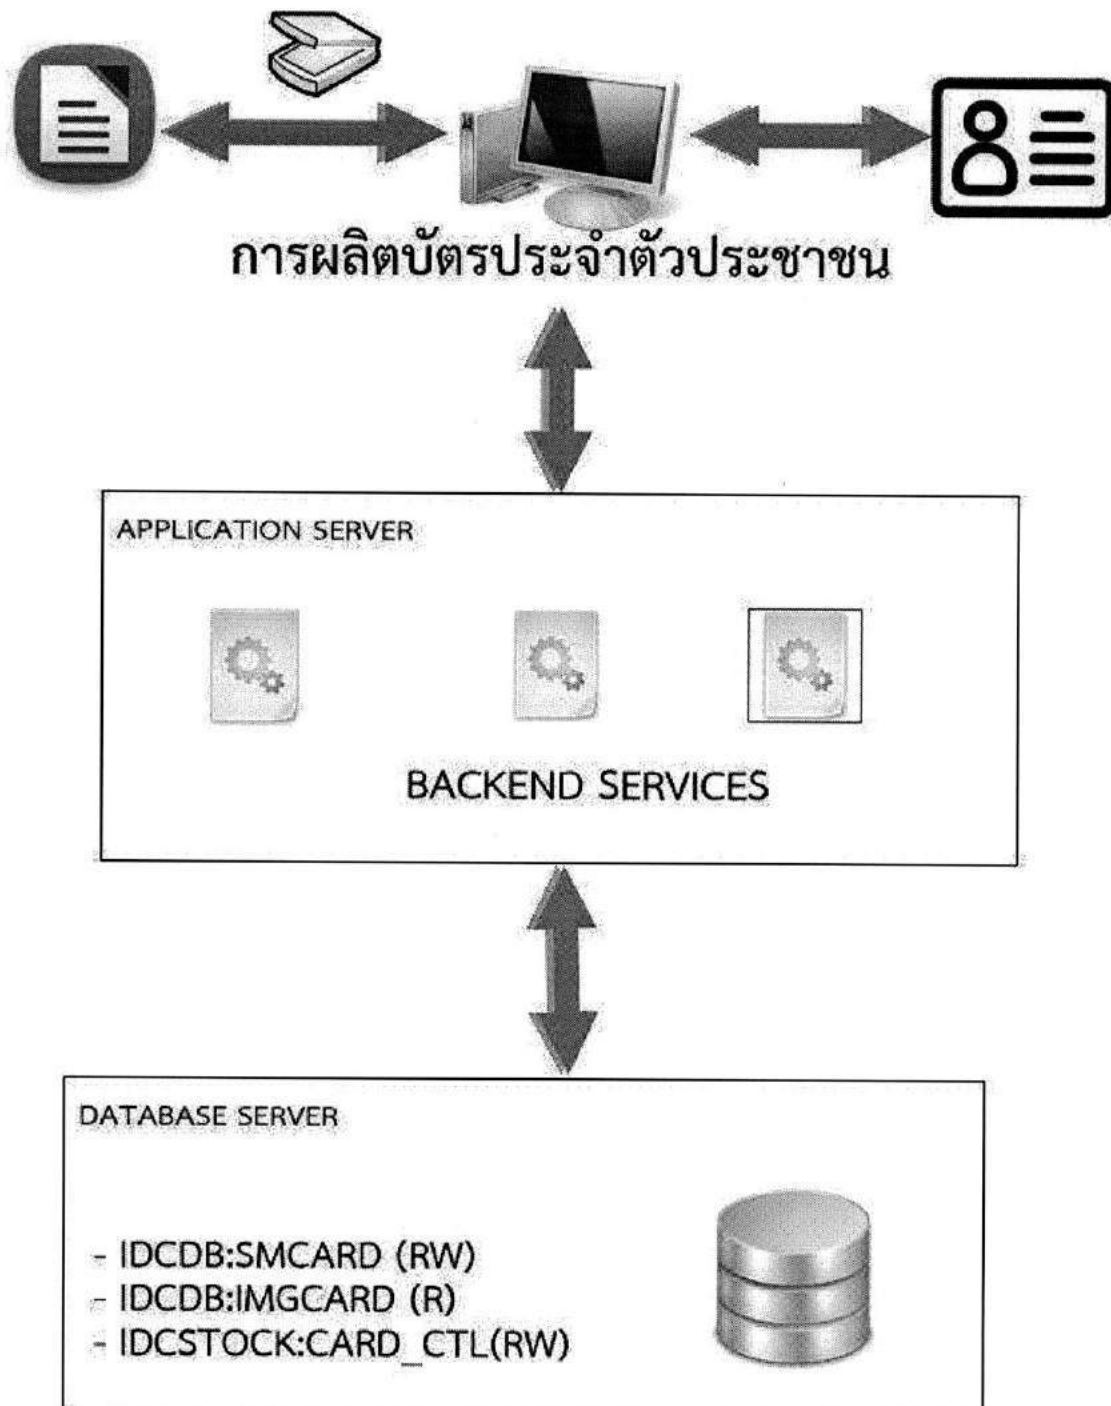 การผลิตบัตรประจำตัวประชาชน
APPLICATION SERVER
BACKEND SERVICES
DATABASE SERVER
- IDCDB:SMCARD (RW)
- IDCDB:IMGCARD (R)
- IDCSTOCK:CARD_CTL(RW)